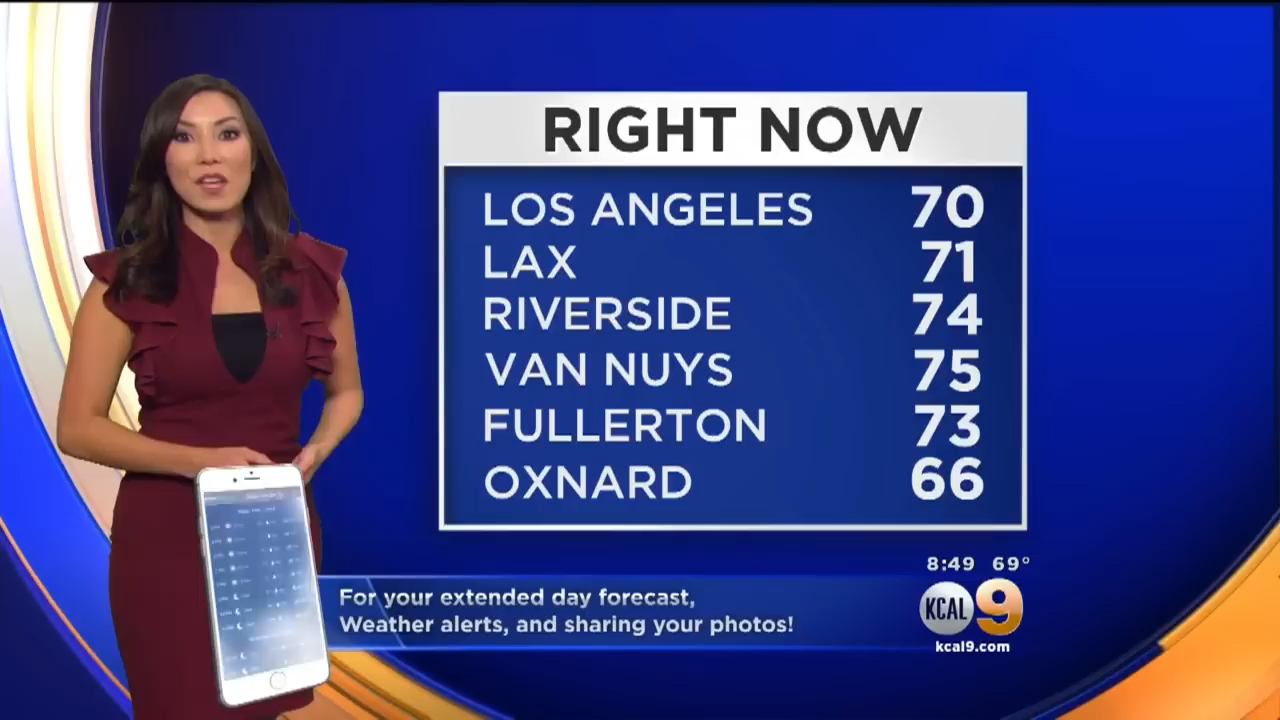 RIGHT NOW
LOS ANGELES 70
LAX 71
RIVERSIDE 74
VAN NUYS 75
FULLERTON 73
OXNARD 66
8:49 69°
For your extended day forecast,
Weather alerts, and sharing your photos!
KCAL 9
kcal9.com